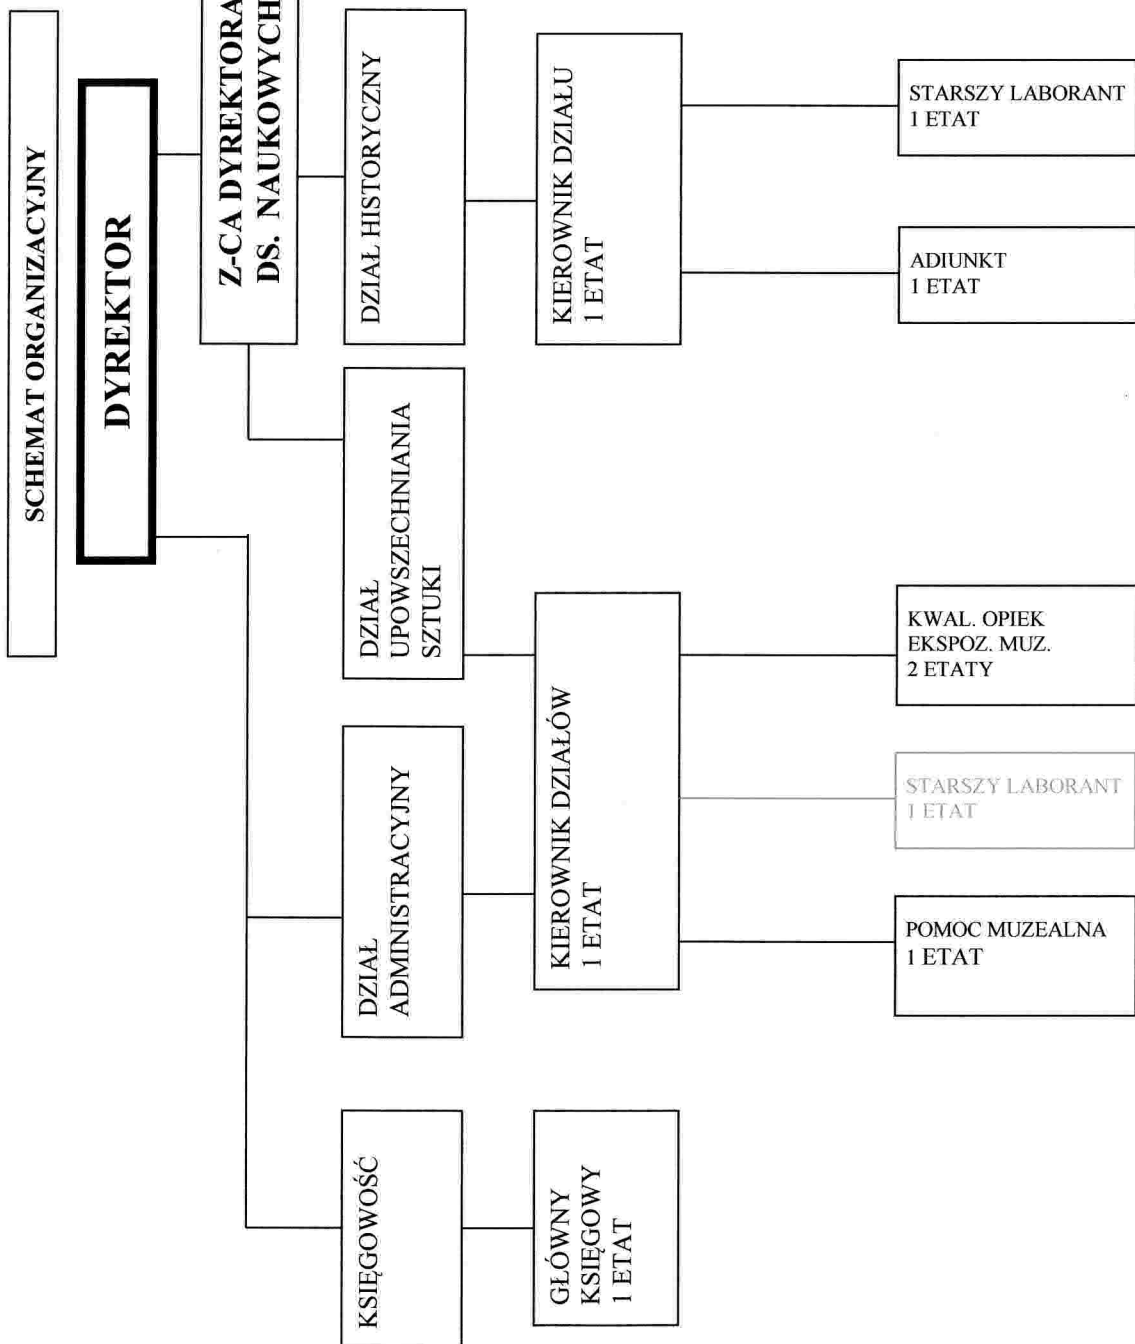 SCHEMAT ORGANIZACYJNY
DYREKTOR
Z-CA DYREKTORA
DS. NAUKOWYCH
KSIĘGOWOŚĆ
DZIAŁ
ADMINISTRACYJNY
DZIAŁ
UPOWSZECHNIANIA
SZTUKI
DZIAŁ HISTORYCZNY
GŁÓWNY
KSIĘGOWY
1 ETAT
KIEROWNIK DZIAŁÓW
1 ETAT
KIEROWNIK DZIAŁU
1 ETAT
POMOC MUZEALNA
1 ETAT
STARSZY LABORANT
1 ETAT
KWAL. OPIEK
EKSPOZ. MUZ.
2 ETATY
ADIUNKT
1 ETAT
STARSZY LABORANT
1 ETAT